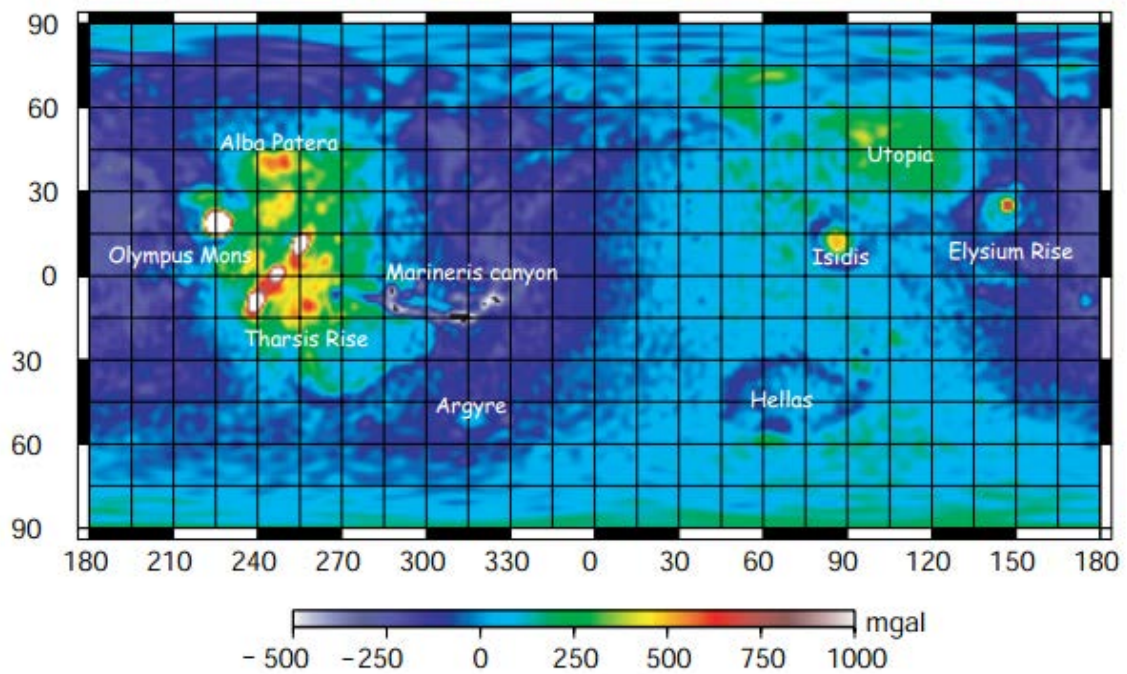 90
60
Alba Patera
Utopia
30
Olympus Mons
Isidis
Elysium Rise
0
Marineris canyon
Tharsis Rise
30
Argyre
Hellas
60
90
180 210 240 270 300 330 0 30 60 90 120 150 180
mgal
-500 -250 0 250 500 750 1000